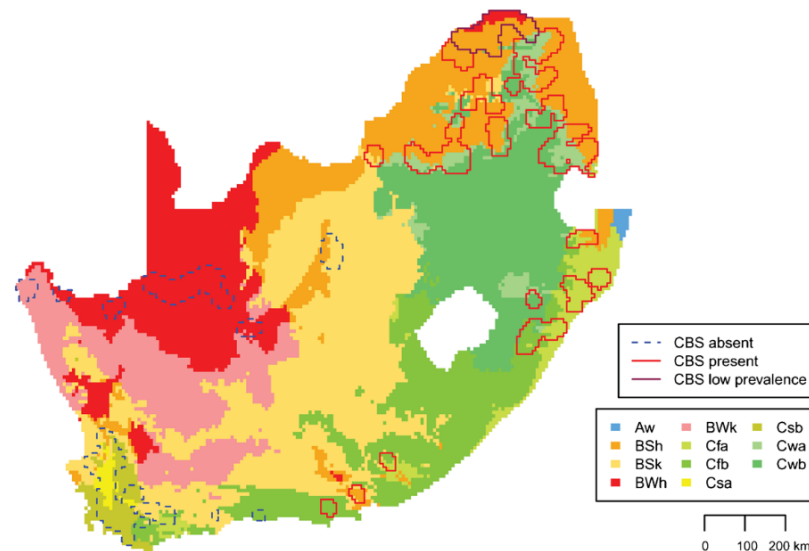 CBS absent
CBS present
CBS low prevalence
Aw BWk Csb
BSh Cfa Cwa
BSk Cfb Cwb
BWh Csa
0 100 200 km